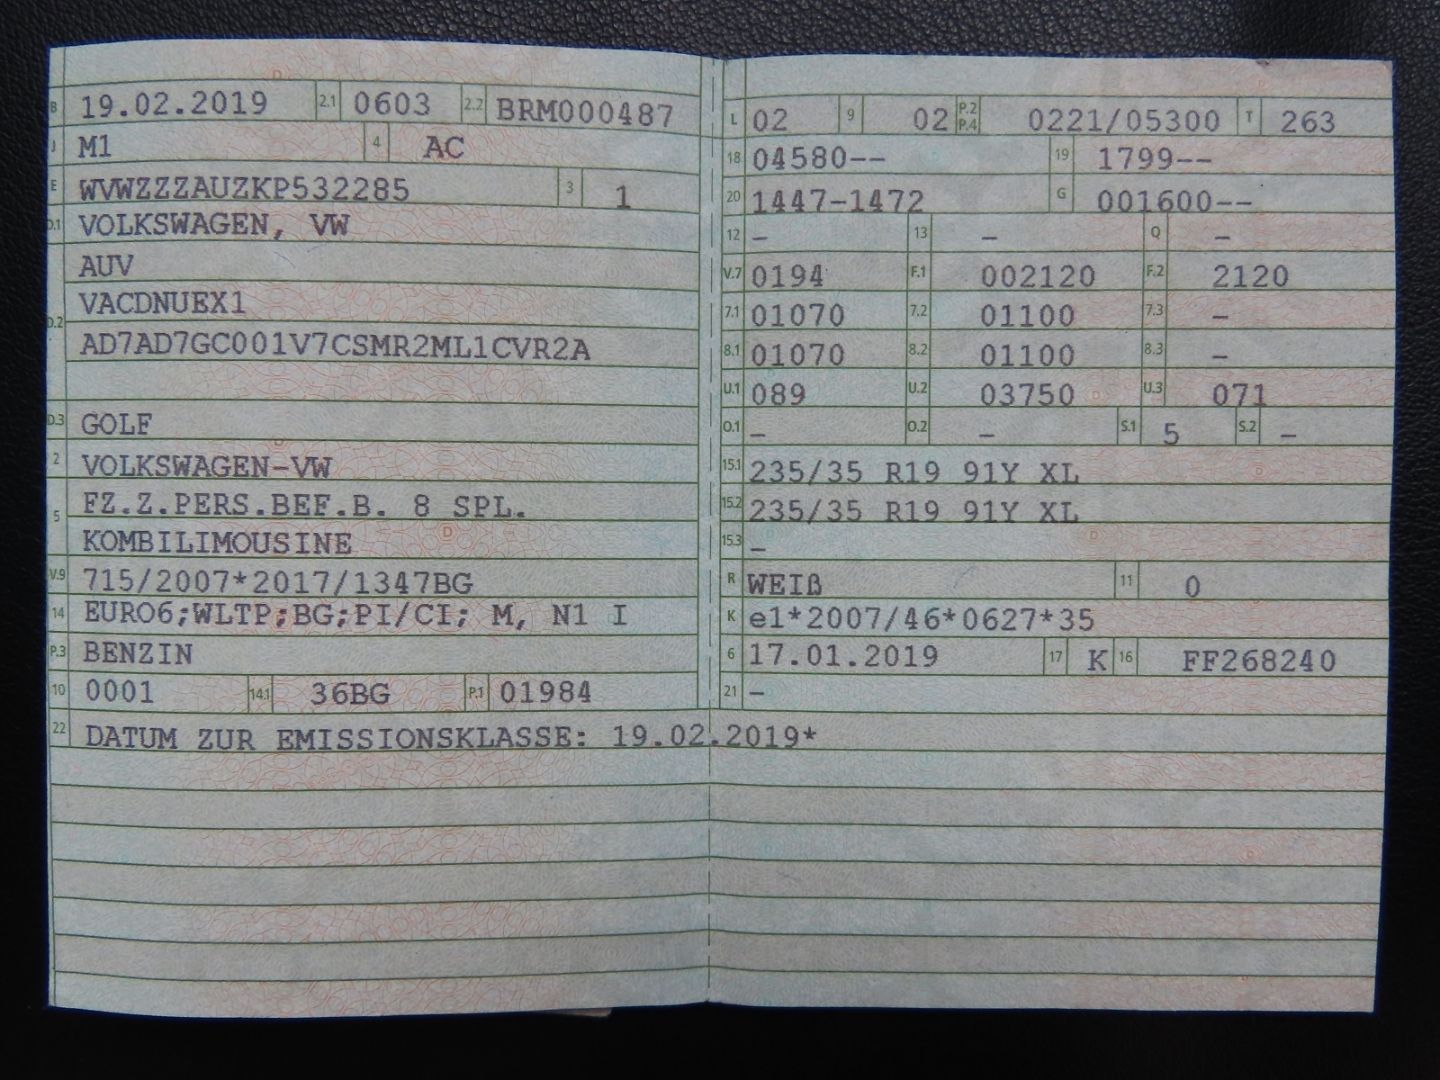 B 19.02.2019 2.1 0603 2.2 BRM000487
J M1 4 AC
E WVWZZZAUZKP532285 3 1
D.1 VOLKSWAGEN, VW
AUV
D.2 VACDNUEX1
AD7AD7GC001V7CSMR2ML1CVR2A
D.3 GOLF
2 VOLKSWAGEN-VW
5 FZ.Z.PERS.BEF.B. 8 SPL.
KOMBILIMOUSINE
V.9 715/2007*2017/1347BG
14 EURO6;WLTP;BG;PI/CI; M, N1 I
P.3 BENZIN
10 0001 14.1 36BG P.1 01984
L 02 9 02 P.2 P.4 0221/05300 T 263
18 04580-- 19 1799--
20 1447-1472 G 001600--
12 – 13 – Q –
V.7 0194 F.1 002120 F.2 2120
7.1 01070 7.2 01100 7.3 –
8.1 01070 8.2 01100 8.3 –
U.1 089 U.2 03750 U.3 071
O.1 – O.2 – S.1 5 S.2 –
15.1 235/35 R19 91Y XL
15.2 235/35 R19 91Y XL
15.3 –
R WEIß 11 0
K e1*2007/46*0627*35
6 17.01.2019 17 K 16 FF268240
21 –
22 DATUM ZUR EMISSIONSKLASSE: 19.02.2019*